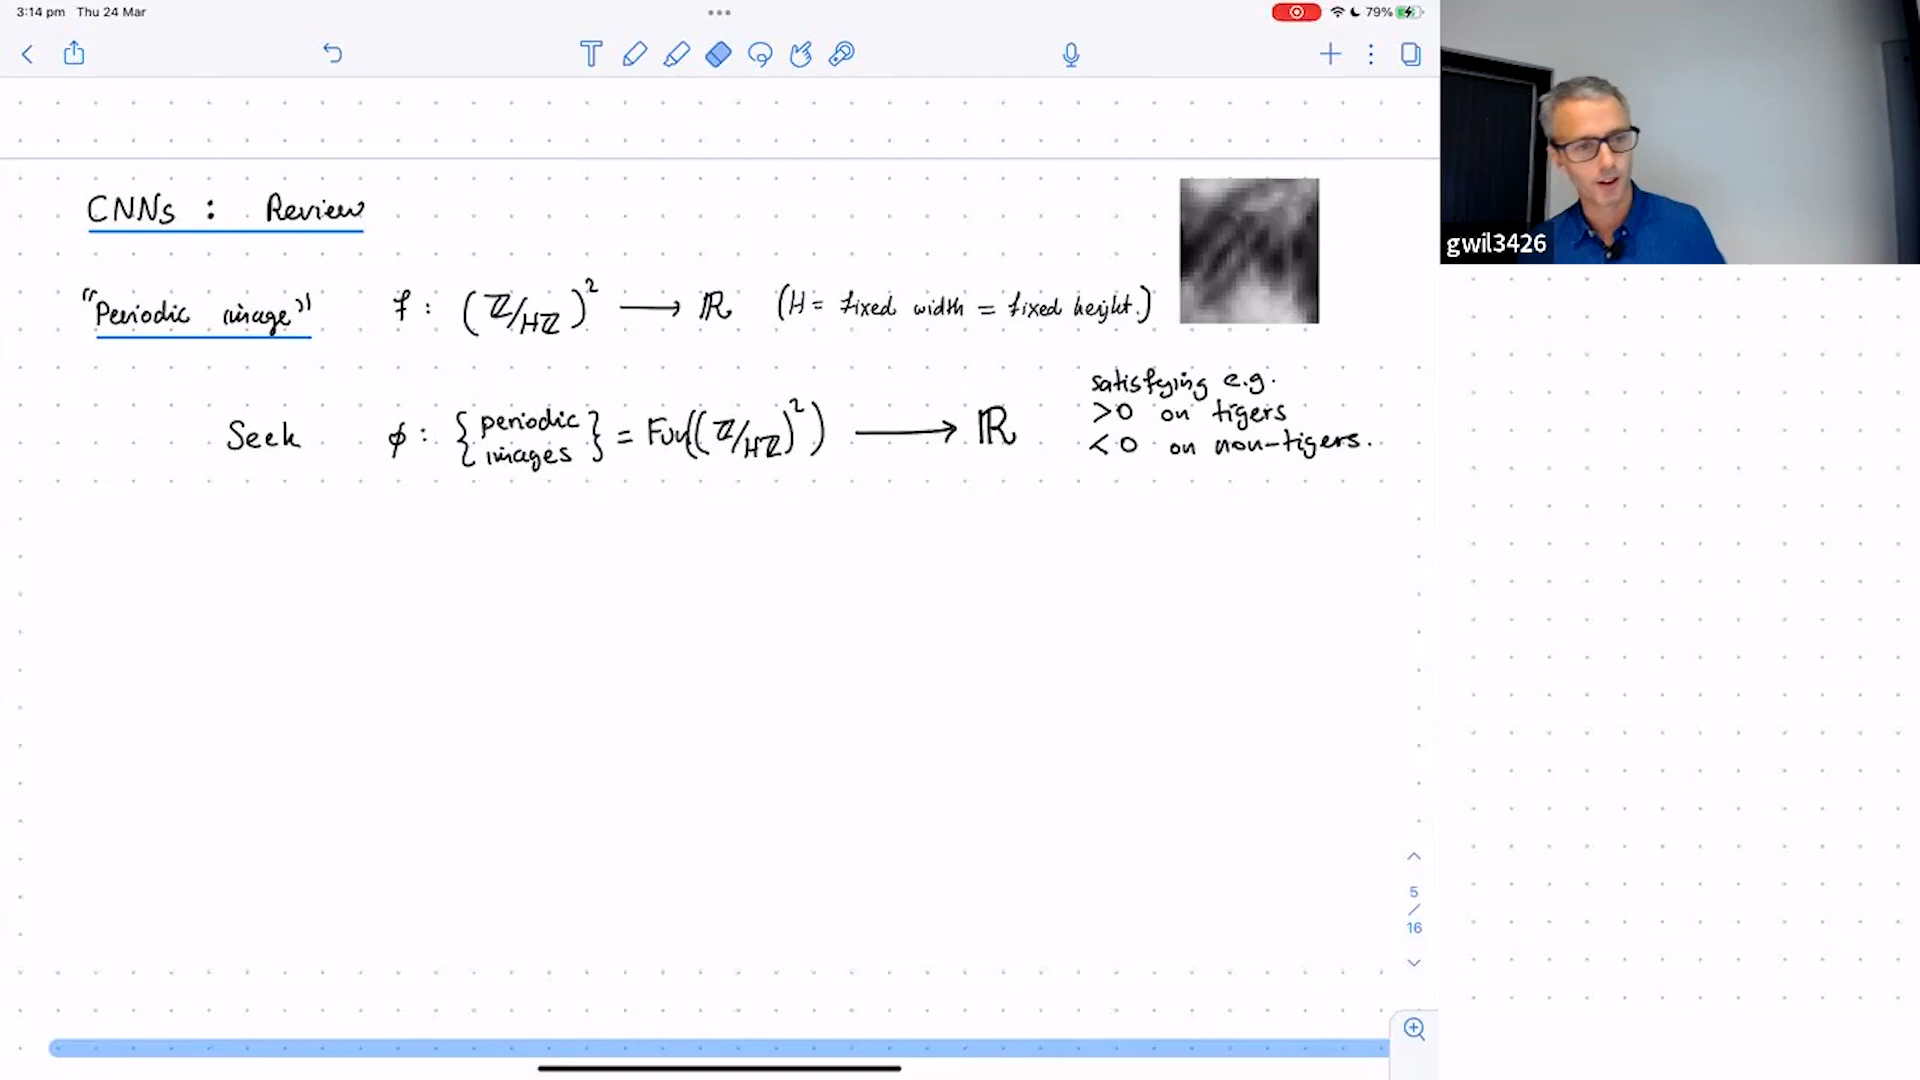 3:14 pm Thu 24 Mar
79%
gwil3426
CNNs : Review
"Periodic image" f : (ℤ/Hℤ)² ⟶ ℝ (H = fixed width = fixed height.)
satisfying e.g.
>0 on tigers
<0 on non-tigers.
Seek ϕ : { periodic images } = Fun((ℤ/Hℤ)²) ⟶ ℝ
5
/
16